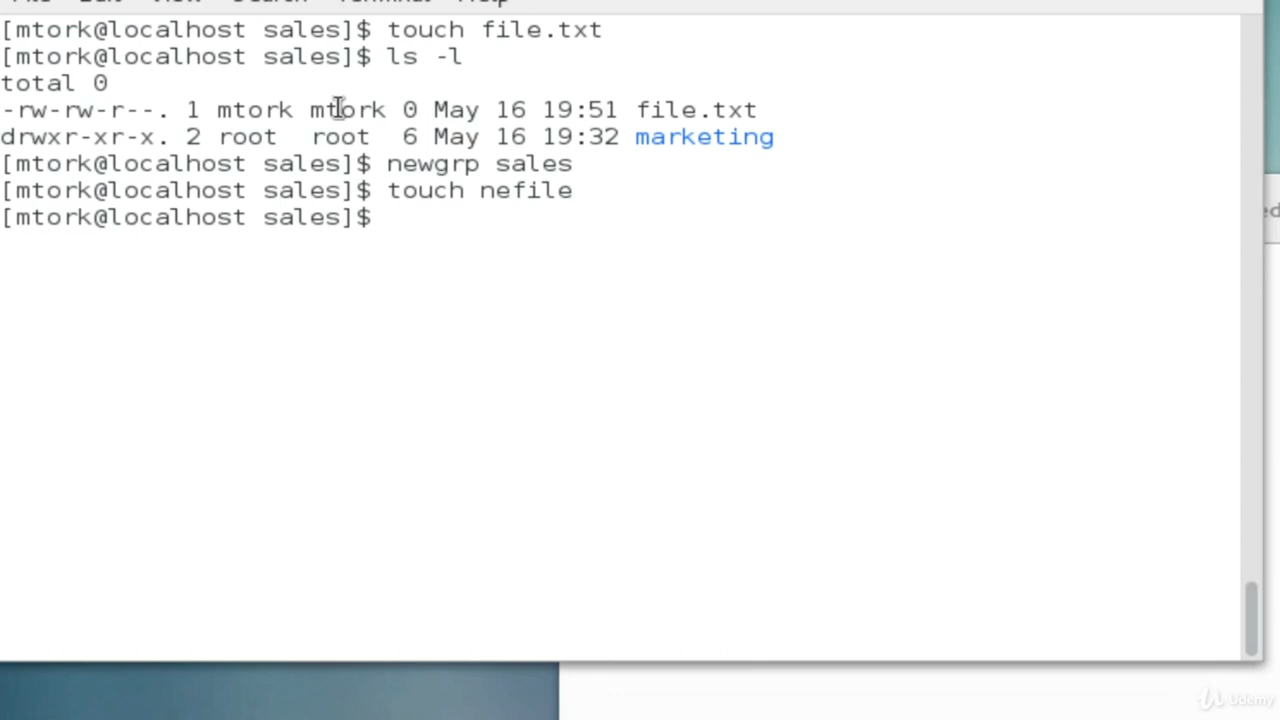 [mtork@localhost sales]$ touch file.txt
[mtork@localhost sales]$ ls -l
total 0
-rw-rw-r--. 1 mtork mtork 0 May 16 19:51 file.txt
drwxr-xr-x. 2 root  root  6 May 16 19:32 marketing
[mtork@localhost sales]$ newgrp sales
[mtork@localhost sales]$ touch nefile
[mtork@localhost sales]$
Udemy